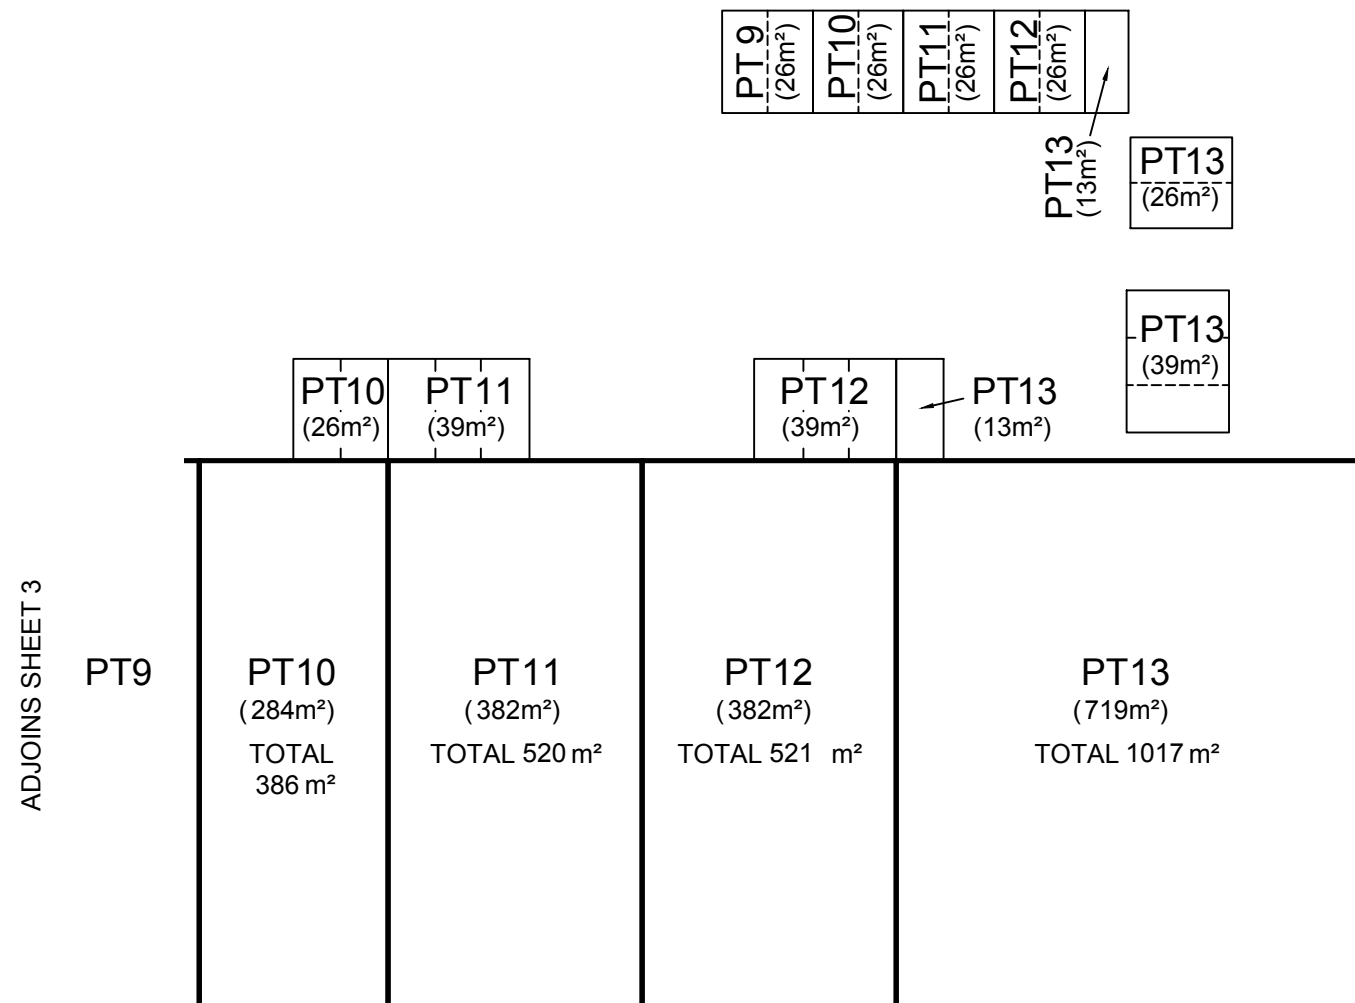 PT 9
(26m²)
PT10
(26m²)
PT11
(26m²)
PT12
(26m²)
PT13
(13m²)
PT13
(26m²)
PT13
(39m²)
PT10
(26m²)
PT11
(39m²)
PT12
(39m²)
PT13
(13m²)
ADJOINS SHEET 3
PT9
PT10
(284m²)
TOTAL
386 m²
PT11
(382m²)
TOTAL 520 m²
PT12
(382m²)
TOTAL 521 m²
PT13
(719m²)
TOTAL 1017 m²